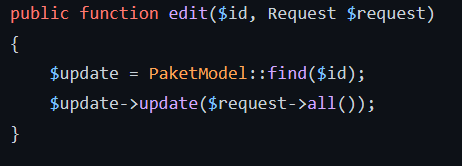 public function edit($id, Request $request)
{
    $update = PaketModel::find($id);
    $update->update($request->all());
}